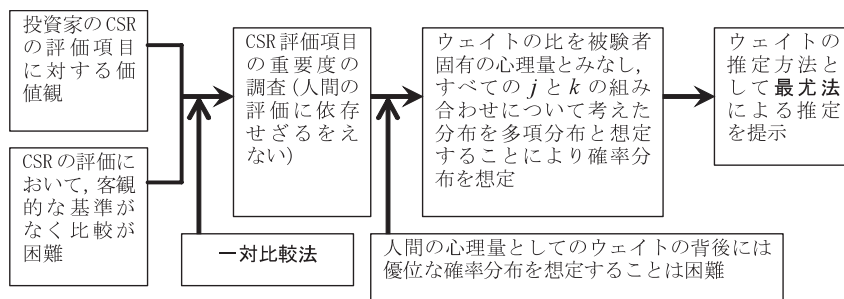 投資家のCSR
の評価項目
に対する価
値観
CSRの評価に
おいて，客観
的な基準が
なく比較が
困難
CSR評価項目
の重要度の
調査(人間の
評価に依存
せざるをえ
ない)
一対比較法
ウェイトの比を被験者
固有の心理量とみなし，
すべてのjとkの組み
合わせについて考えた
分布を多項分布と想定
することにより確率分
布を想定
人間の心理量としてのウェイトの背後には
優位な確率分布を想定することは困難
ウェイトの
推定方法と
して最尤法
による推定
を提示